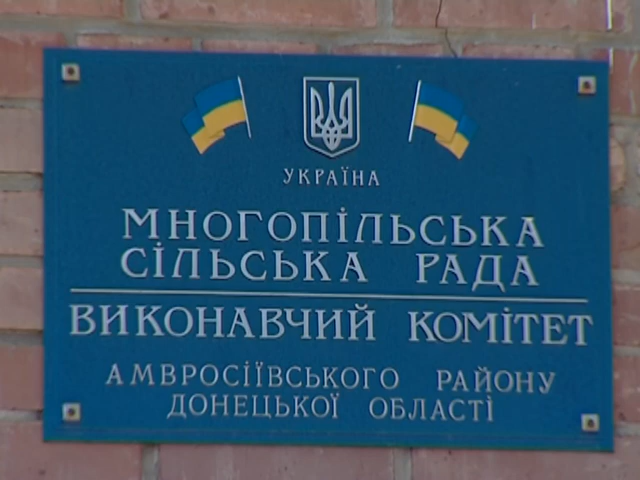 УКРАЇНА
МНОГОПІЛЬСЬКА
СІЛЬСЬКА РАДА
ВИКОНАВЧИЙ КОМІТЕТ
АМВРОСІЇВСЬКОГО РАЙОНУ
ДОНЕЦЬКОЇ ОБЛАСТІ